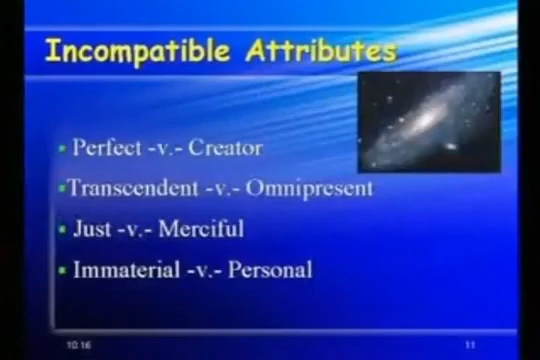 Incompatible Attributes
Perfect -v.- Creator
Transcendent -v.- Omnipresent
Just -v.- Merciful
Immaterial -v.- Personal
10:16
11